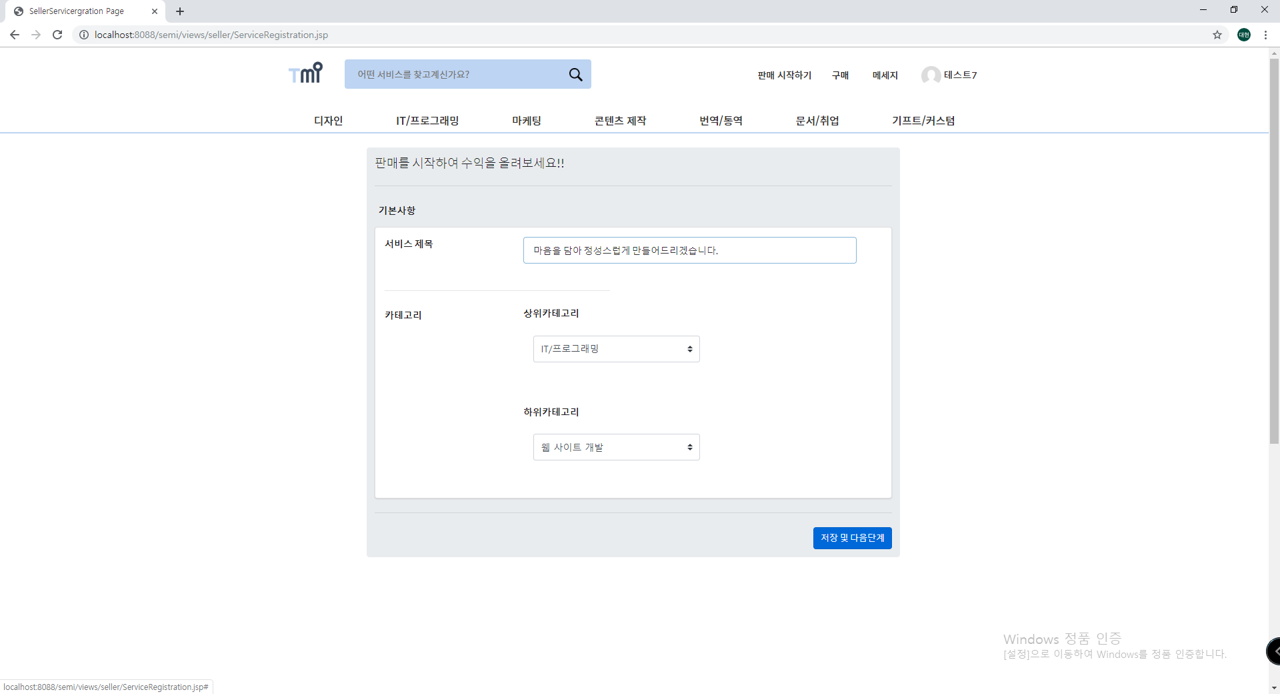 SellerServicergration Page
localhost:8088/semi/views/seller/ServiceRegistration.jsp
대현
TMI
어떤 서비스를 찾고계신가요?
판매 시작하기 구매 메세지 테스트7
디자인 IT/프로그래밍 마케팅 콘텐츠 제작 번역/통역 문서/취업 기프트/커스텀
판매를 시작하여 수익을 올려보세요!!
기본사항
서비스 제목
마음을 담아 정성스럽게 만들어드리겠습니다.
카테고리
상위카테고리
IT/프로그래밍
하위카테고리
웹 사이트 개발
저장 및 다음단계
Windows 정품 인증
[설정]으로 이동하여 Windows를 정품 인증합니다.
localhost:8088/semi/views/seller/ServiceRegistration.jsp#